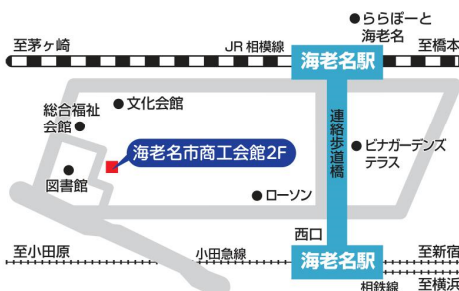 ららぽーと
海老名
至茅ヶ崎
JR相模線
海老名駅
至橋本
総合福祉
会館
文化会館
海老名市商工会館2F
連絡歩道橋
ビナガーデンズ
テラス
図書館
ローソン
西口
至小田原
小田急線
海老名駅
至新宿
相鉄線
至横浜